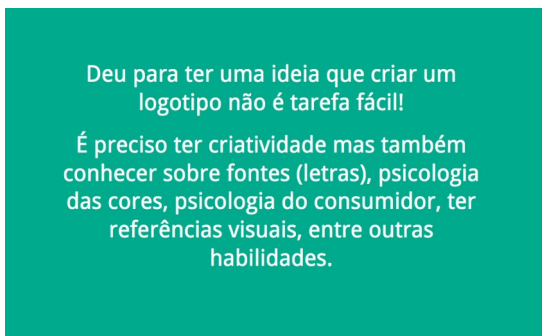 Deu para ter uma ideia que criar um
logotipo não é tarefa fácil!
É preciso ter criatividade mas também
conhecer sobre fontes (letras), psicologia
das cores, psicologia do consumidor, ter
referências visuais, entre outras
habilidades.